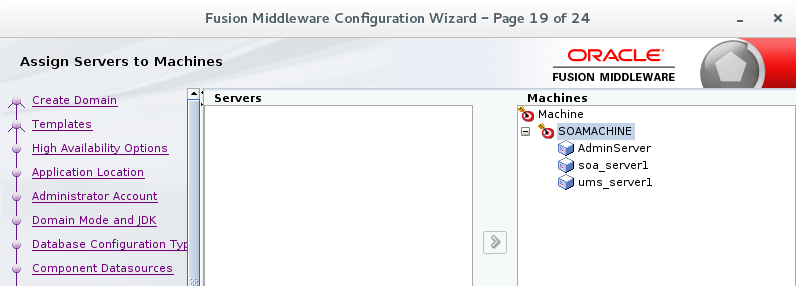 Fusion Middleware Configuration Wizard – Page 19 of 24
Assign Servers to Machines
ORACLE
FUSION MIDDLEWARE
Create Domain
Templates
High Availability Options
Application Location
Administrator Account
Domain Mode and JDK
Database Configuration Typ
Component Datasources
Servers
Machines
Machine
SOAMACHINE
AdminServer
soa_server1
ums_server1